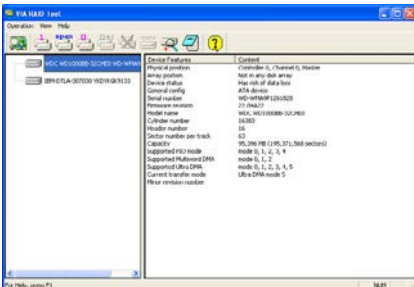 VIA RAID Tool
Operation View Help
WDC WD1000BB-32CHE0 WD-WMA9
IBM-DTLA-307030 YKDYKGK9133
Device Features Content
Physical position Controller 0, Channel 0, Master
Array position Not in any disk array
Device status Has risk of data loss
General config ATA device
Serial number WD-WMA9P1261828
Firmware revision
Model name WDC WD1000BB-32CHE0
Cylinder number 16383
Header number 16
Sector number per track 63
Capacity 95,396 MB (195,371,568 sectors)
Supported PIO mode mode 0, 1, 2, 3, 4
Supported Multiword DMA mode 0, 1, 2
Supported Ultra DMA mode 0, 1, 2, 3, 4, 5
Current transfer mode Ultra DMA mode 5
Minor revision number
For Help, press F1 NUM